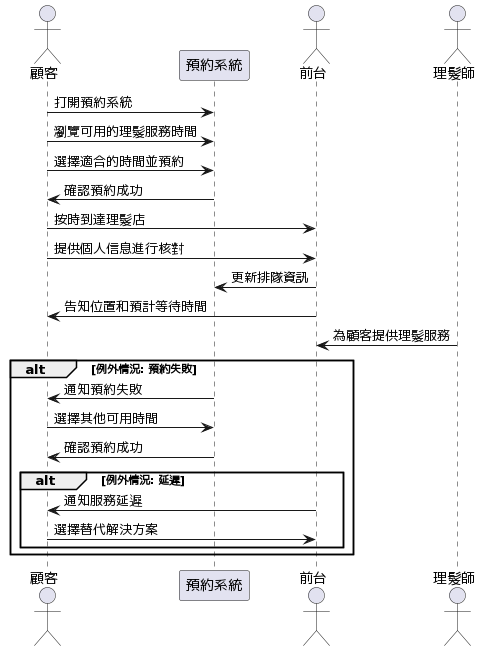 顧客
預約系統
前台
理髮師
打開預約系統
瀏覽可用的理髮服務時間
選擇適合的時間並預約
確認預約成功
按時到達理髮店
提供個人信息進行核對
更新排隊資訊
告知位置和預計等待時間
為顧客提供理髮服務
alt [例外情況: 預約失敗]
通知預約失敗
選擇其他可用時間
確認預約成功
alt [例外情況: 延遲]
通知服務延遲
選擇替代解決方案
顧客
預約系統
前台
理髮師